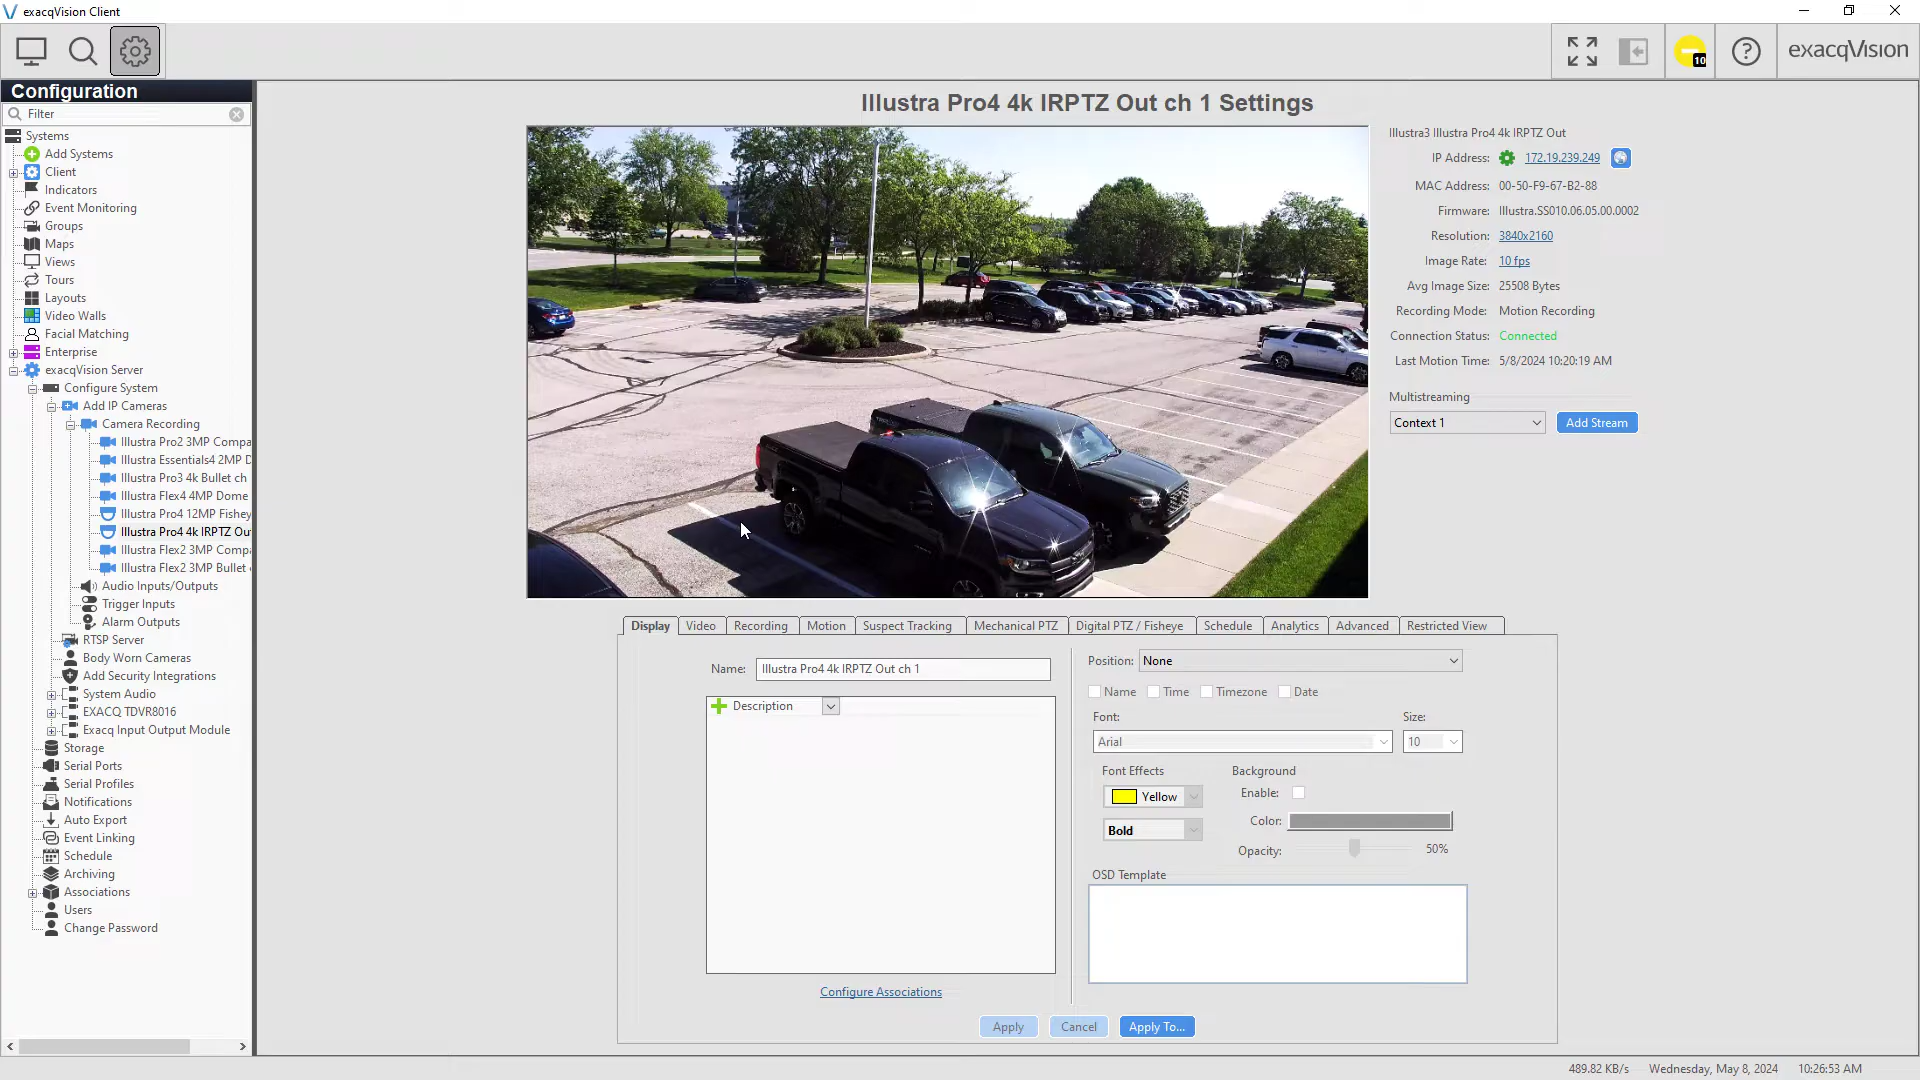 exacqVision Client
10
exacqVision
Configuration
Filter
Systems
Add Systems
Client
Indicators
Event Monitoring
Groups
Maps
Views
Tours
Layouts
Video Walls
Facial Matching
Enterprise
exacqVision Server
Configure System
Add IP Cameras
Camera Recording
Illustra Pro2 3MP Compa
Illustra Essentials4 2MP D
Illustra Pro3 4k Bullet ch
Illustra Flex4 4MP Dome
Illustra Pro4 12MP Fishey
Illustra Pro4 4k IRPTZ Ou
Illustra Flex2 3MP Compa
Illustra Flex2 3MP Bullet
Audio Inputs/Outputs
Trigger Inputs
Alarm Outputs
RTSP Server
Body Worn Cameras
Add Security Integrations
System Audio
EXACQ TDVR8016
Exacq Input Output Module
Storage
Serial Ports
Serial Profiles
Notifications
Auto Export
Event Linking
Schedule
Archiving
Associations
Users
Change Password
Illustra Pro4 4k IRPTZ Out ch 1 Settings
Illustra3 Illustra Pro4 4k IRPTZ Out
IP Address: 172.19.239.249
MAC Address: 00-50-F9-67-B2-88
Firmware: Illustra.SS010.06.05.00.0002
Resolution: 3840x2160
Image Rate: 10 fps
Avg Image Size: 25508 Bytes
Recording Mode: Motion Recording
Connection Status: Connected
Last Motion Time: 5/8/2024 10:20:19 AM
Multistreaming
Context 1 Add Stream
Display Video Recording Motion Suspect Tracking Mechanical PTZ Digital PTZ / Fisheye Schedule Analytics Advanced Restricted View
Name: Illustra Pro4 4k IRPTZ Out ch 1
Description
Configure Associations
Position: None
Name Time Timezone Date
Font: Size:
Arial 10
Font Effects Background
Yellow Enable:
Bold Color:
Opacity: 50%
OSD Template
Apply Cancel Apply To...
489.82 KB/s Wednesday, May 8, 2024 10:26:53 AM